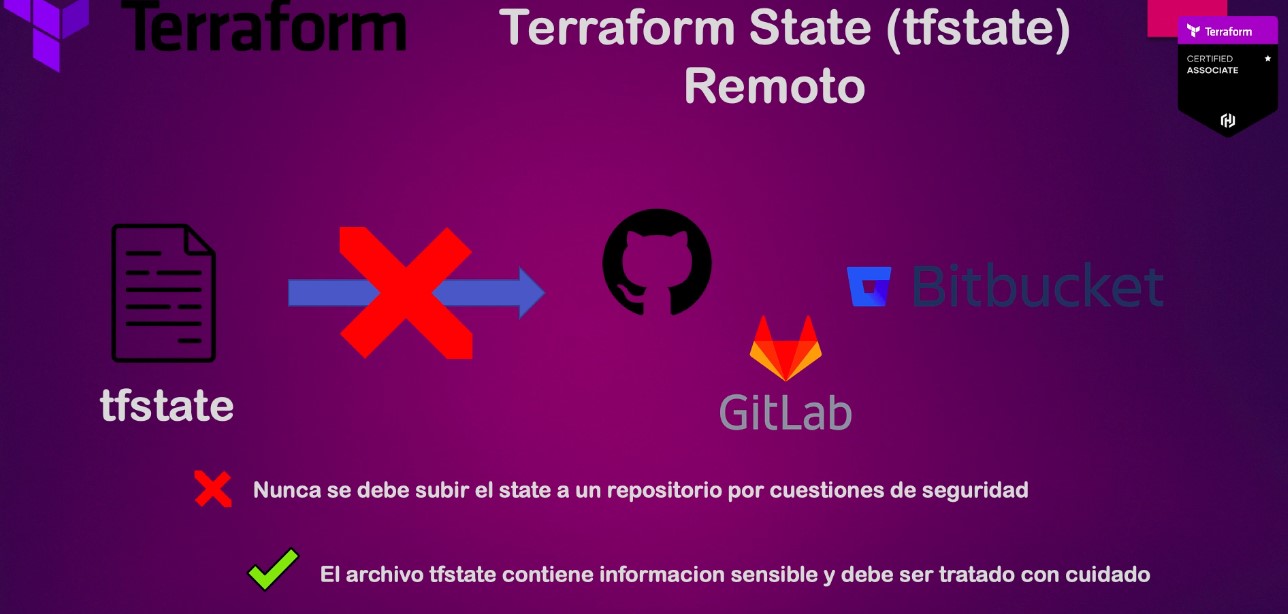 Terraform
Terraform State (tfstate)
Remoto
Terraform
CERTIFIED
ASSOCIATE
Bitbucket
tfstate
GitLab
Nunca se debe subir el state a un repositorio por cuestiones de seguridad
El archivo tfstate contiene informacion sensible y debe ser tratado con cuidado